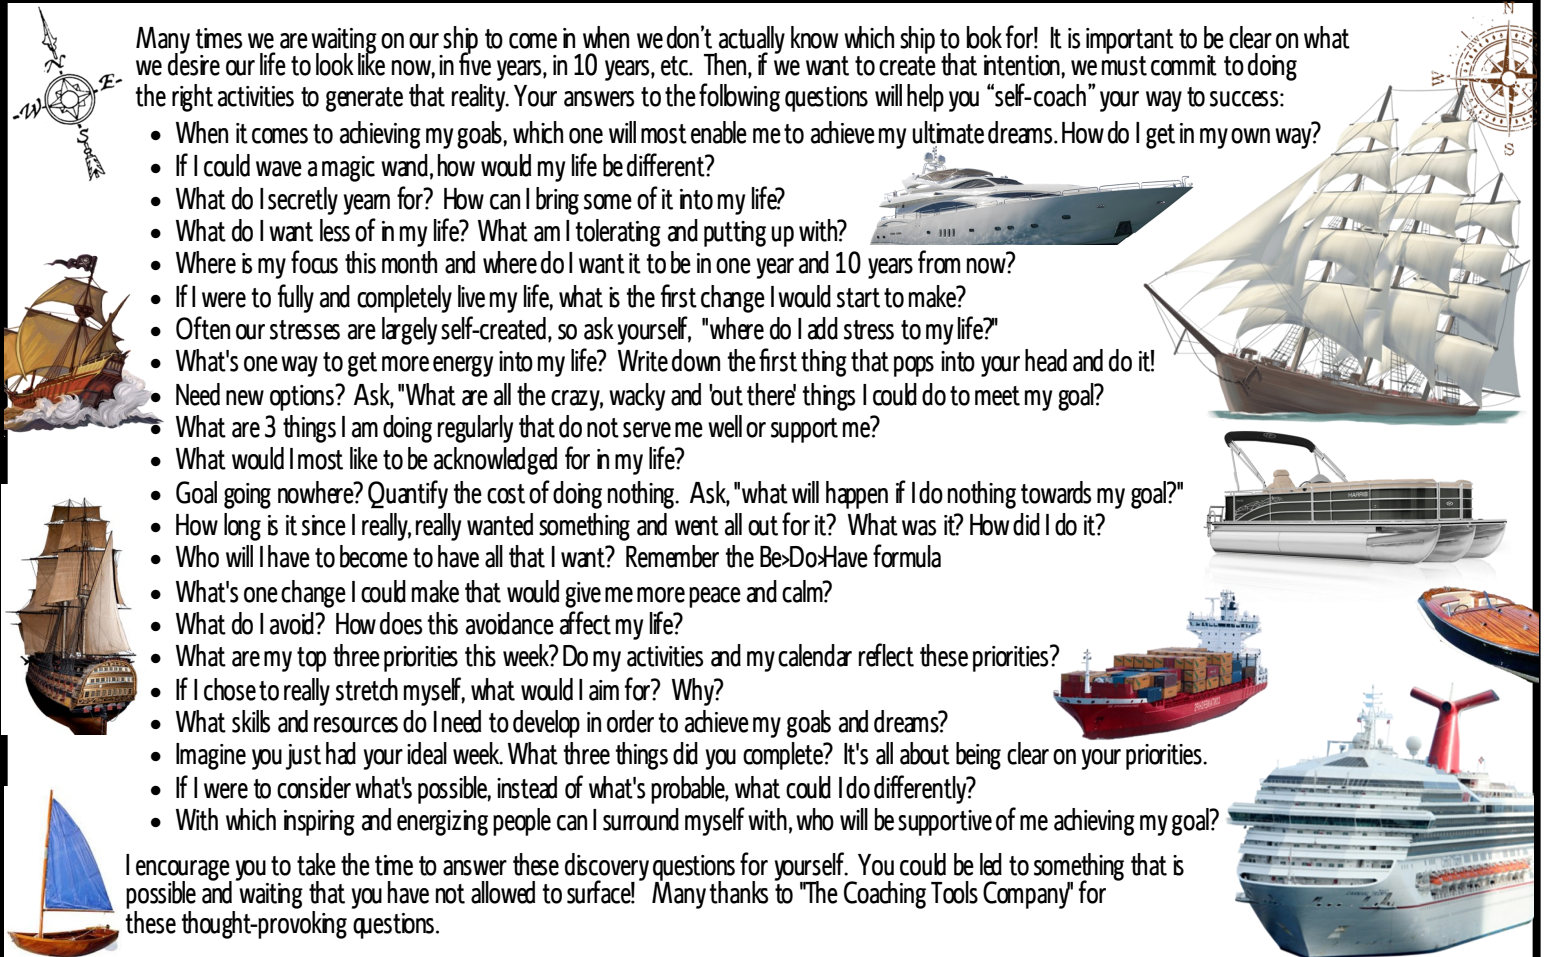 Many times we are waiting on our ship to come in when we don't actually know which ship to look for! It is important to be clear on what
we desire our life to look like now, in five years, in 10 years, etc. Then, if we want to create that intention, we must commit to doing
the right activities to generate that reality. Your answers to the following questions will help you “self-coach” your way to success:
• When it comes to achieving my goals, which one will most enable me to achieve my ultimate dreams. How do I get in my own way?
• If I could wave a magic wand, how would my life be different?
• What do I secretly yearn for? How can I bring some of it into my life?
• What do I want less of in my life? What am I tolerating and putting up with?
• Where is my focus this month and where do I want it to be in one year and 10 years from now?
• If I were to fully and completely live my life, what is the first change I would start to make?
• Often our stresses are largely self-created, so ask yourself, "where do I add stress to my life?"
• What's one way to get more energy into my life? Write down the first thing that pops into your head and do it!
• Need new options? Ask, "What are all the crazy, wacky and 'out there' things I could do to meet my goal?
• What are 3 things I am doing regularly that do not serve me well or support me?
• What would I most like to be acknowledged for in my life?
• Goal going nowhere? Quantify the cost of doing nothing. Ask, "what will happen if I do nothing towards my goal?"
• How long is it since I really, really wanted something and went all out for it? What was it? How did I do it?
• Who will I have to become to have all that I want? Remember the Be>Do>Have formula
• What's one change I could make that would give me more peace and calm?
• What do I avoid? How does this avoidance affect my life?
• What are my top three priorities this week? Do my activities and my calendar reflect these priorities?
• If I chose to really stretch myself, what would I aim for? Why?
• What skills and resources do I need to develop in order to achieve my goals and dreams?
• Imagine you just had your ideal week. What three things did you complete? It's all about being clear on your priorities.
• If I were to consider what's possible, instead of what's probable, what could I do differently?
• With which inspiring and energizing people can I surround myself with, who will be supportive of me achieving my goal?
I encourage you to take the time to answer these discovery questions for yourself. You could be led to something that is
possible and waiting that you have not allowed to surface! Many thanks to "The Coaching Tools Company" for
these thought-provoking questions.
N
E
W
S
N
W
S
HARRIS